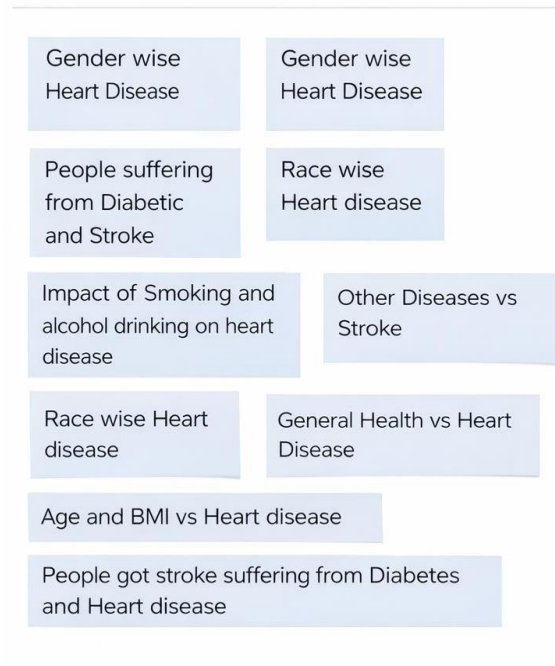 Gender wise
Heart Disease
Gender wise
Heart Disease
People suffering
from Diabetic
and Stroke
Race wise
Heart disease
Impact of Smoking and
alcohol drinking on heart
disease
Other Diseases vs
Stroke
Race wise Heart
disease
General Health vs Heart
Disease
Age and BMI vs Heart disease
People got stroke suffering from Diabetes
and Heart disease